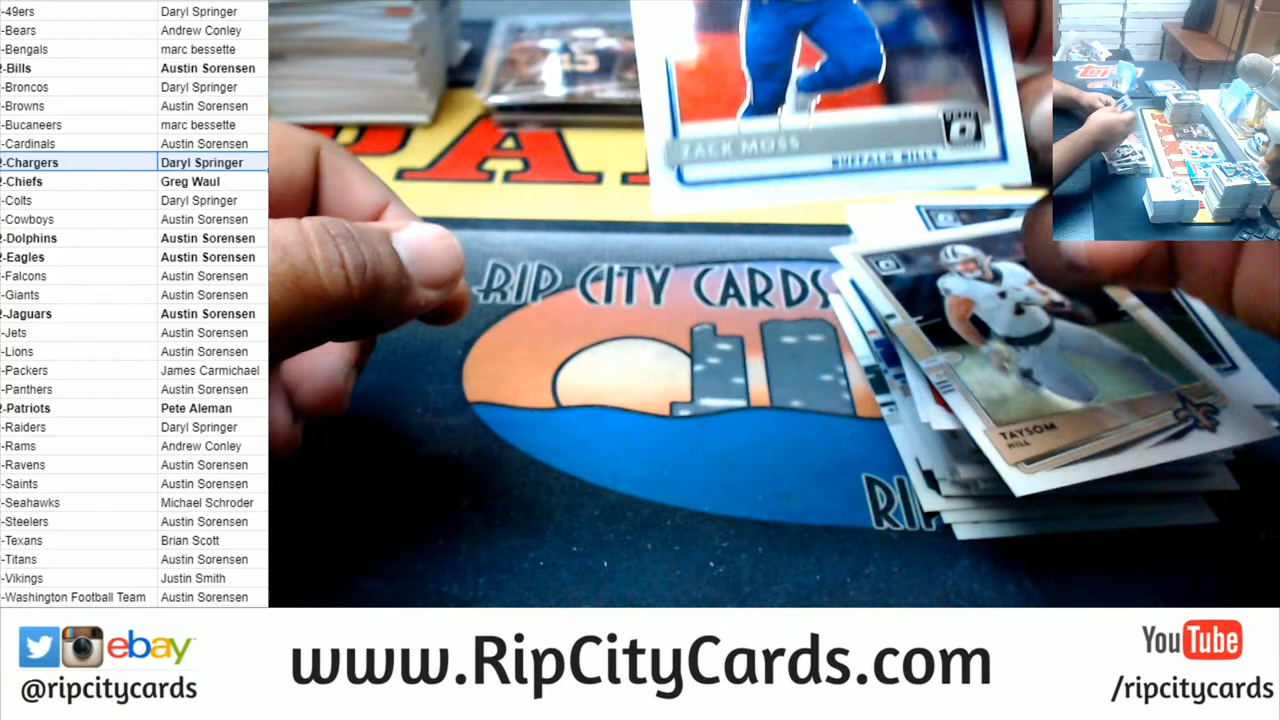 -49ers Daryl Springer
-Bears Andrew Conley
-Bengals marc bessette
2-Bills Austin Sorensen
-Broncos Daryl Springer
-Browns Austin Sorensen
-Bucaneers marc bessette
-Cardinals Austin Sorensen
2-Chargers Daryl Springer
2-Chiefs Greg Waul
-Colts Daryl Springer
-Cowboys Austin Sorensen
2-Dolphins Austin Sorensen
2-Eagles Austin Sorensen
-Falcons Austin Sorensen
-Giants Austin Sorensen
2-Jaguars Austin Sorensen
-Jets Austin Sorensen
-Lions Austin Sorensen
-Packers James Carmichael
-Panthers Austin Sorensen
2-Patriots Pete Aleman
-Raiders Daryl Springer
-Rams Andrew Conley
-Ravens Austin Sorensen
-Saints Austin Sorensen
-Seahawks Michael Schroder
-Steelers Austin Sorensen
-Texans Brian Scott
-Titans Austin Sorensen
-Vikings Justin Smith
-Washington Football Team Austin Sorensen
ZACK MOSS
BUFFALO BILLS
RIP CITY CARDS
TAYSOM
HILL
RIP
ebay
@ripcitycards
www.RipCityCards.com
YouTube
/ripcitycards